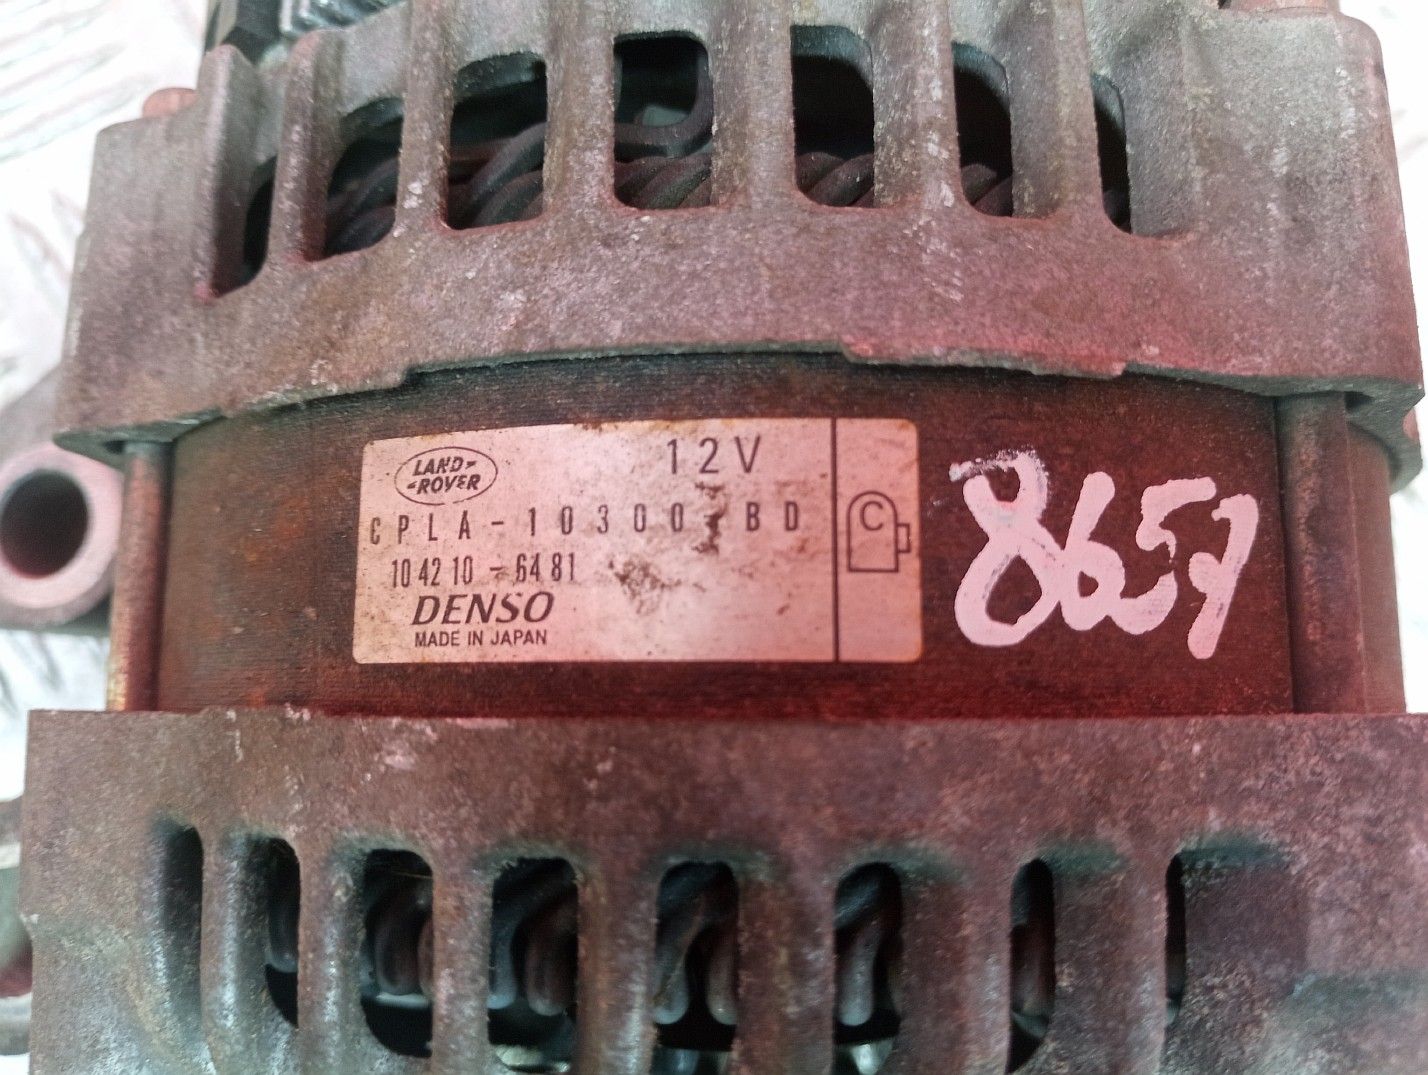 LAND-
-ROVER
12V
CPLA-10300-BD
104210-6481
DENSO
MADE IN JAPAN
C
8659